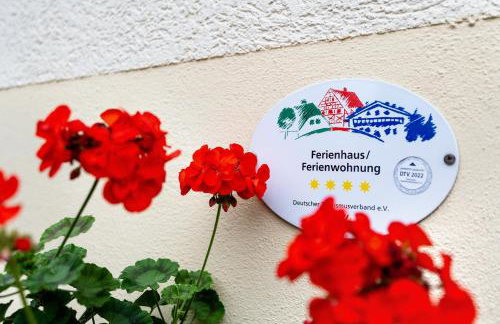 Ferienhaus/
Ferienwohnung
DTV 2022
Deutscher e.V.